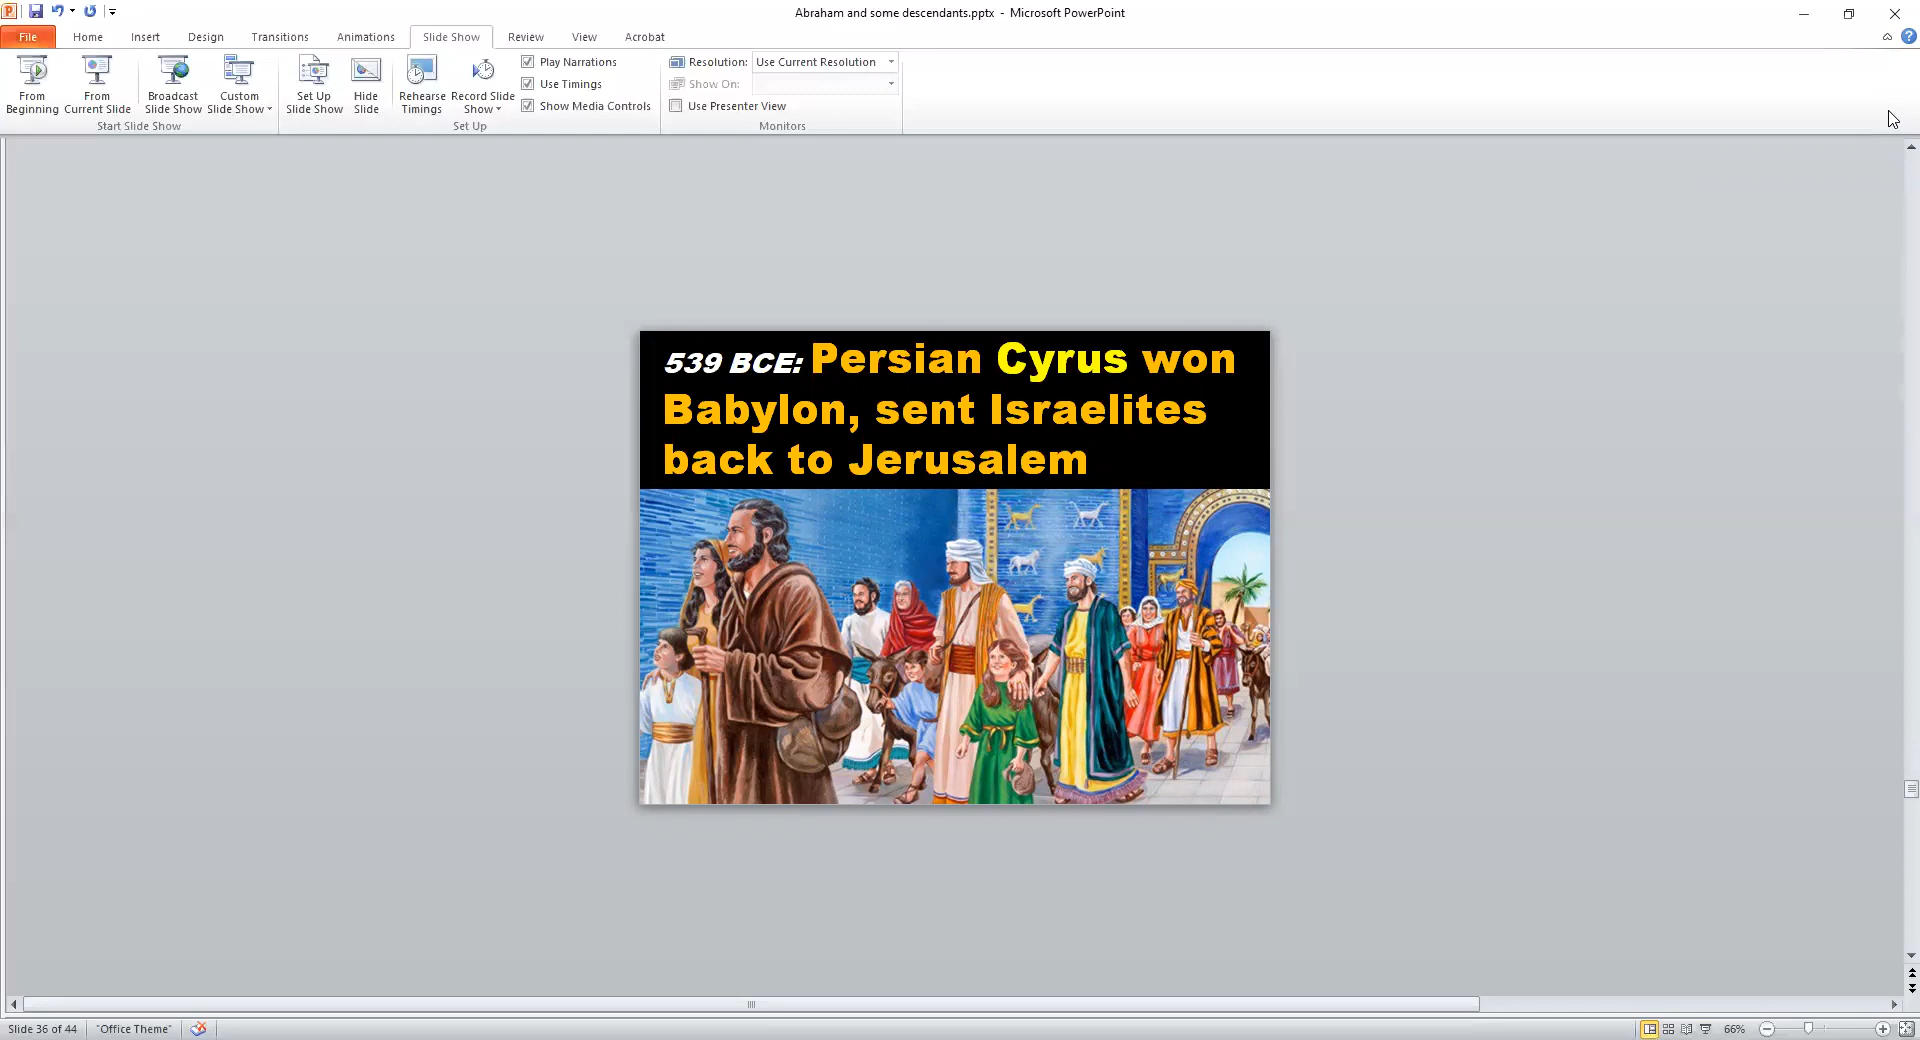 Abraham and some descendants.pptx - Microsoft PowerPoint
File Home Insert Design Transitions Animations Slide Show Review View Acrobat
From Beginning
From Current Slide
Broadcast Slide Show
Custom Slide Show
Set Up Slide Show
Hide Slide
Rehearse Timings
Record Slide Show
Play Narrations
Use Timings
Show Media Controls
Resolution: Use Current Resolution
Show On:
Use Presenter View
Start Slide Show
Set Up
Monitors
539 BCE: Persian Cyrus won
Babylon, sent Israelites
back to Jerusalem
Slide 36 of 44 "Office Theme" 66%